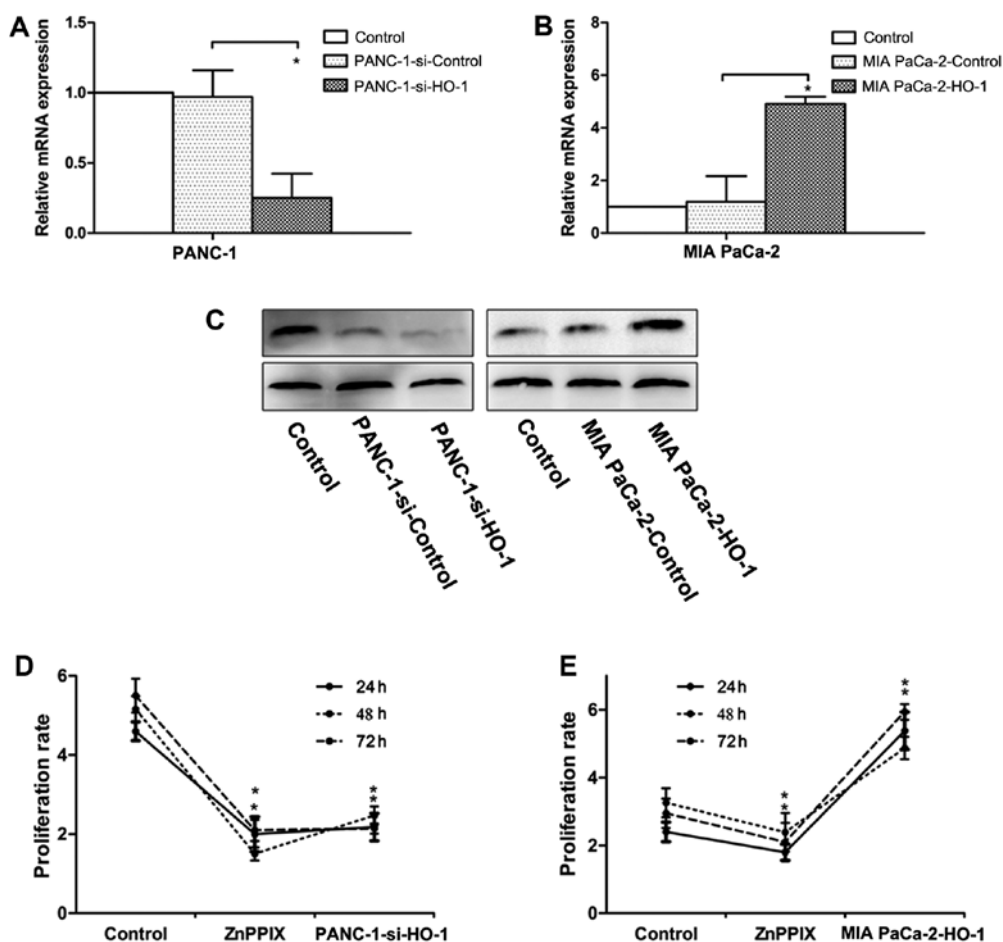 A
Relative mRNA expression
1.5
1.0
0.5
0.0
PANC-1
Control
PANC-1-si-Control
PANC-1-si-HO-1
*
B
Relative mRNA expression
8
6
4
2
0
MIA PaCa-2
Control
MIA PaCa-2-Control
MIA PaCa-2-HO-1
*
C
Control
PANC-1-si-Control
PANC-1-si-HO-1
Control
MIA PaCa-2-Control
MIA PaCa-2-HO-1
D
Proliferation rate
6
4
2
0
24 h
48 h
72 h
* *
* *
Control
ZnPPIX
PANC-1-si-HO-1
E
Proliferation rate
6
4
2
0
24 h
48 h
72 h
* *
* *
Control
ZnPPIX
MIA PaCa-2-HO-1